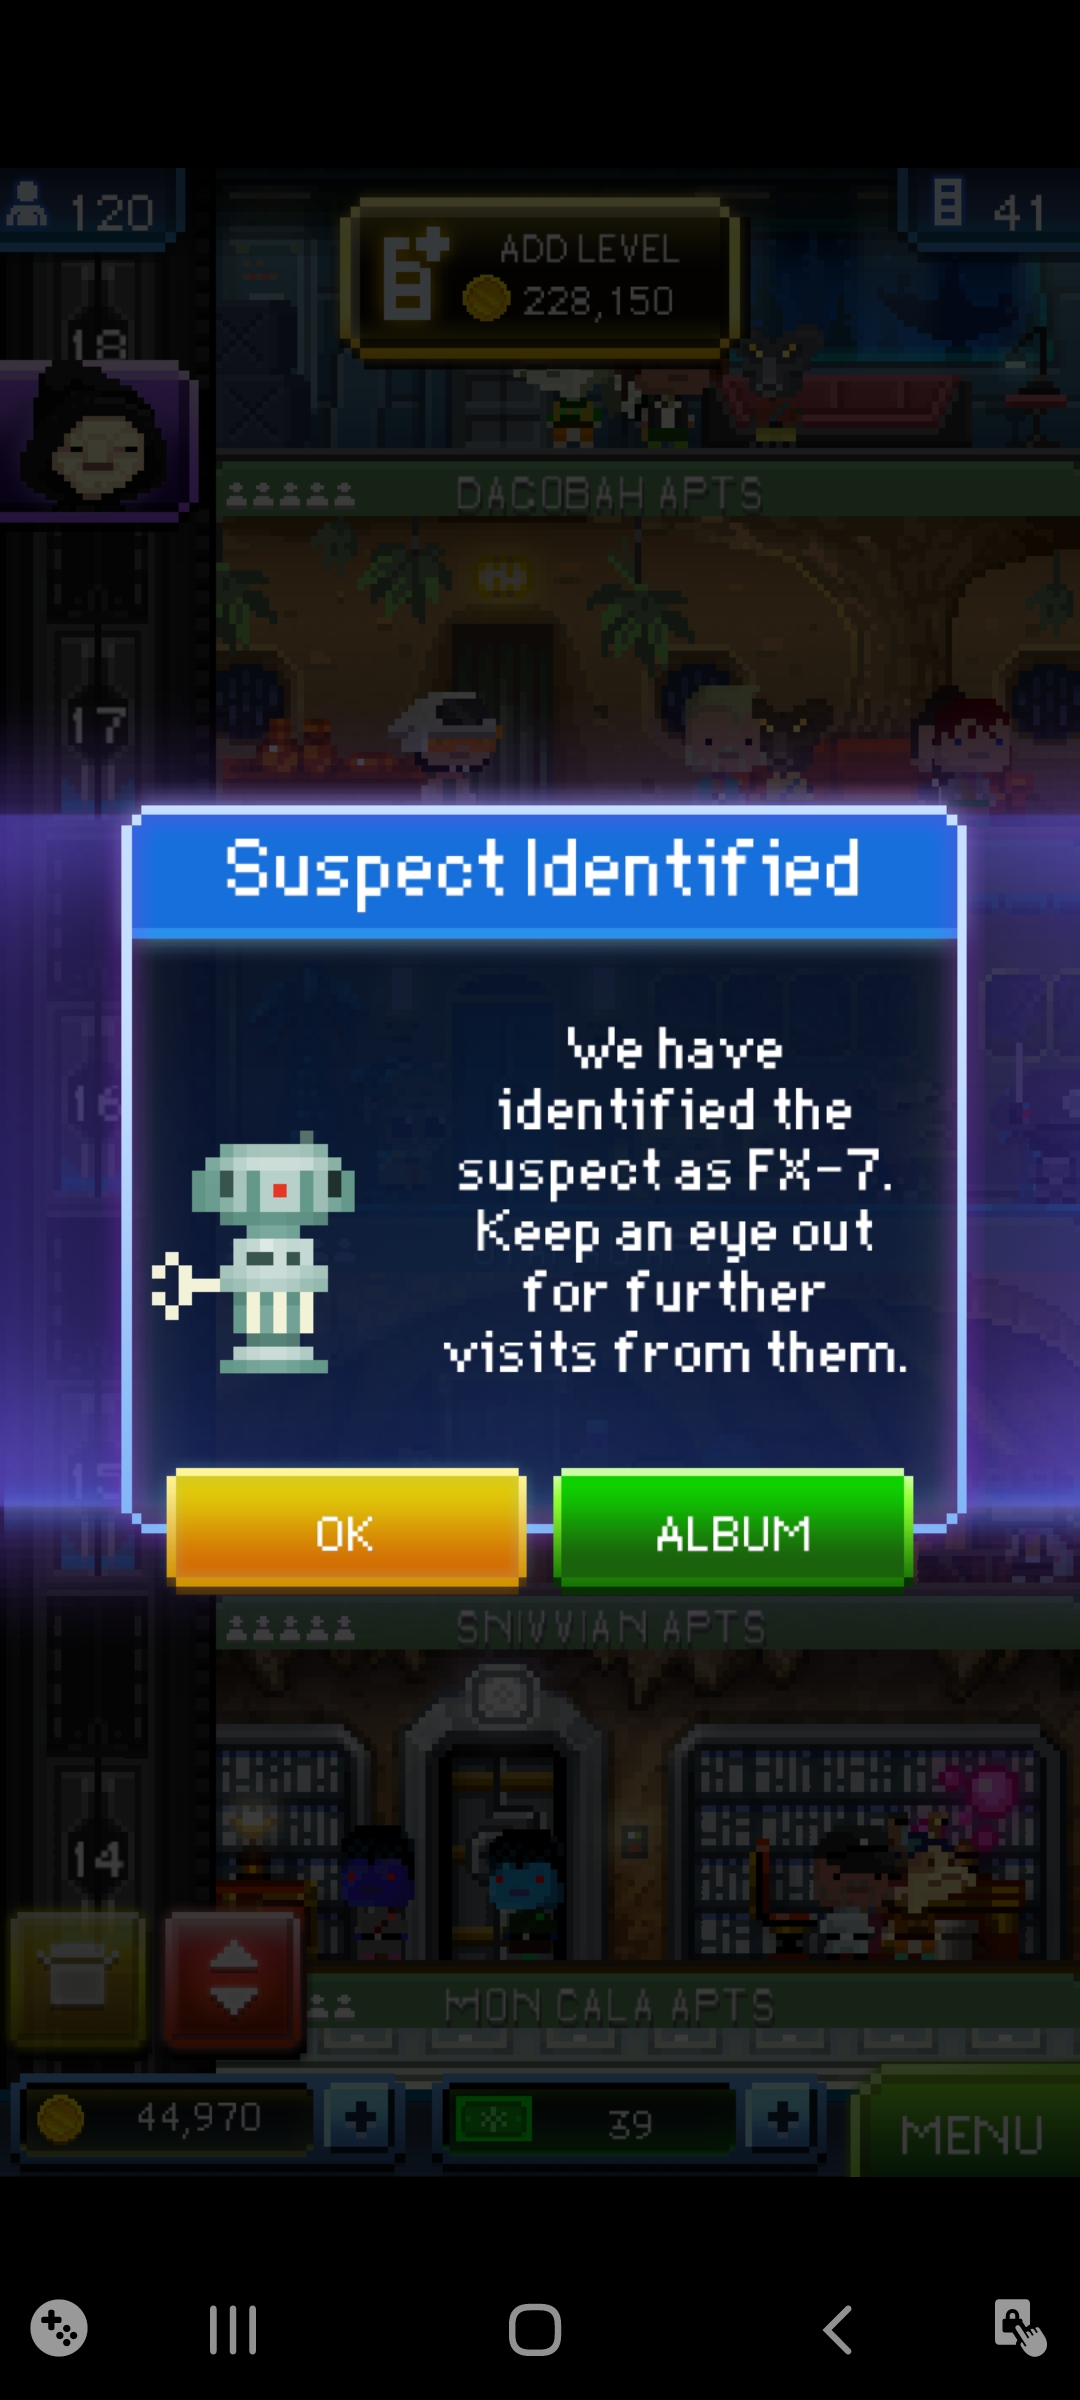 120
41
ADD LEVEL
228,150
18
DAGOBAH APTS
17
Suspect Identified
We have
identified the
suspect as FX-7.
Keep an eye out
for further
visits from them.
16
15
OK
ALBUM
SNIVVIAN APTS
14
MON CALA APTS
44,970
39
MENU